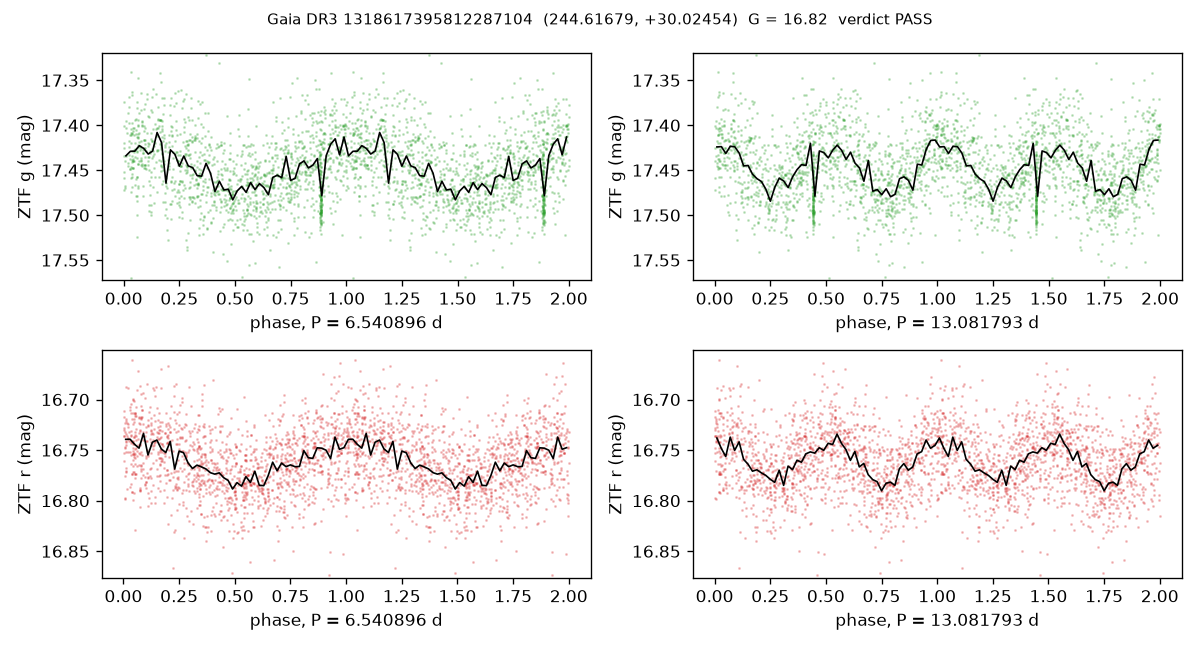 Gaia DR3 1318617395812287104 (244.61679, +30.02454) G = 16.82 verdict PASS
ZTF g (mag)
17.35
17.40
17.45
17.50
17.55
0.00 0.25 0.50 0.75 1.00 1.25 1.50 1.75 2.00
phase, P = 6.540896 d
17.35
17.40
17.45
17.50
17.55
ZTF g (mag)
0.00 0.25 0.50 0.75 1.00 1.25 1.50 1.75 2.00
phase, P = 13.081793 d
ZTF r (mag)
16.70
16.75
16.80
16.85
0.00 0.25 0.50 0.75 1.00 1.25 1.50 1.75 2.00
phase, P = 6.540896 d
ZTF r (mag)
16.70
16.75
16.80
16.85
0.00 0.25 0.50 0.75 1.00 1.25 1.50 1.75 2.00
phase, P = 13.081793 d